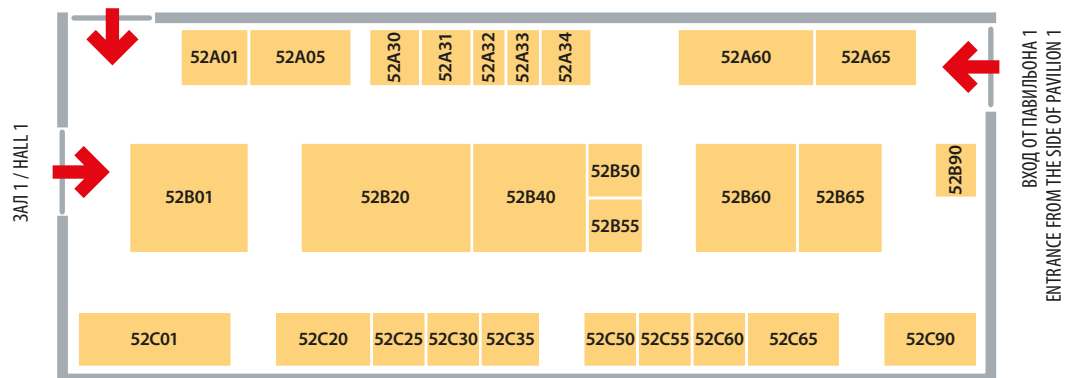 52A01
52A05
52A30
52A31
52A32
52A33
52A34
52A60
52A65
ЗАЛ 1 / HALL 1
52B01
52B20
52B40
52B50
52B55
52B60
52B65
52B90
ВХОД ОТ ПАВИЛЬОНА 1
ENTRANCE FROM THE SIDE OF PAVILION 1
52C01
52C20
52C25
52C30
52C35
52C50
52C55
52C60
52C65
52C90